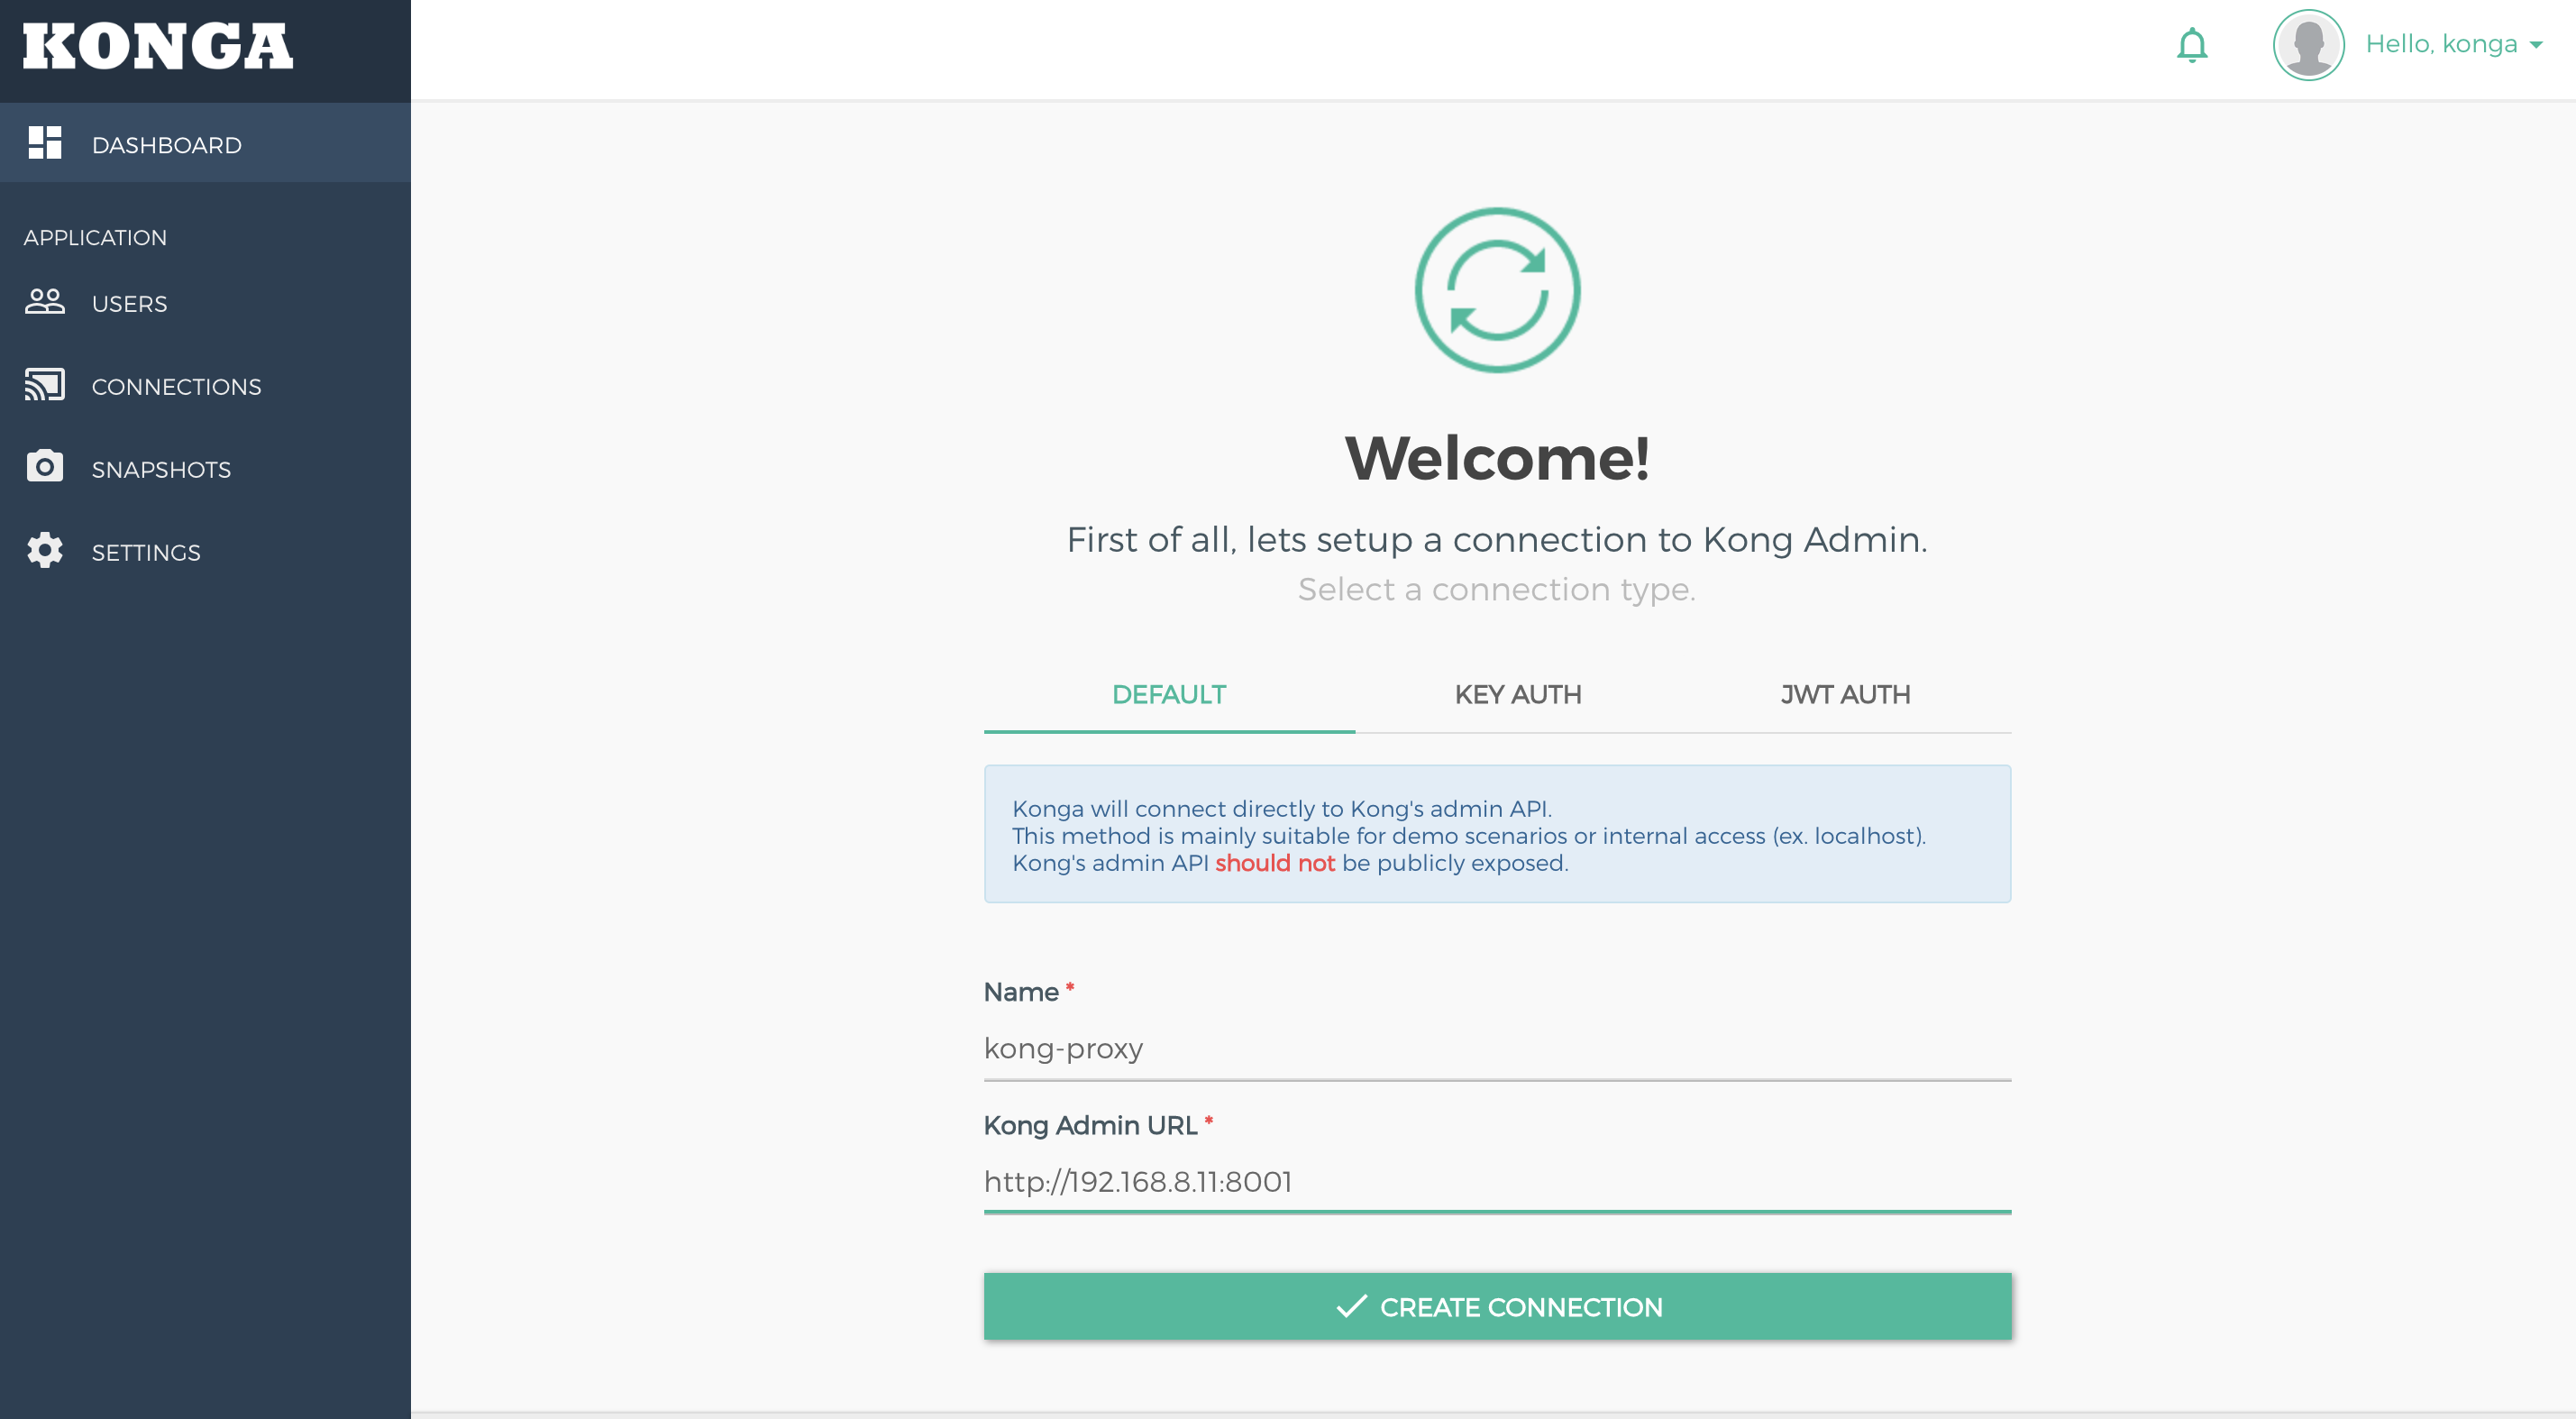 KONGA
Hello, konga
DASHBOARD
APPLICATION
USERS
CONNECTIONS
SNAPSHOTS
SETTINGS
Welcome!
First of all, lets setup a connection to Kong Admin.
Select a connection type.
DEFAULT KEY AUTH JWT AUTH
Konga will connect directly to Kong's admin API.
This method is mainly suitable for demo scenarios or internal access (ex. localhost).
Kong's admin API should not be publicly exposed.
Name *
kong-proxy
Kong Admin URL *
http://192.168.8.11:8001
CREATE CONNECTION